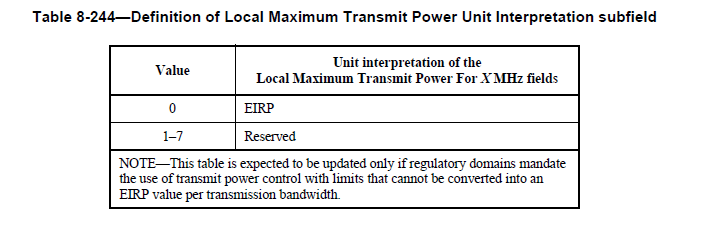 Table 8-244—Definition of Local Maximum Transmit Power Unit Interpretation subfield
Value
Unit interpretation of the
Local Maximum Transmit Power For X MHz fields
0
EIRP
1–7
Reserved
NOTE—This table is expected to be updated only if regulatory domains mandate
the use of transmit power control with limits that cannot be converted into an
EIRP value per transmission bandwidth.